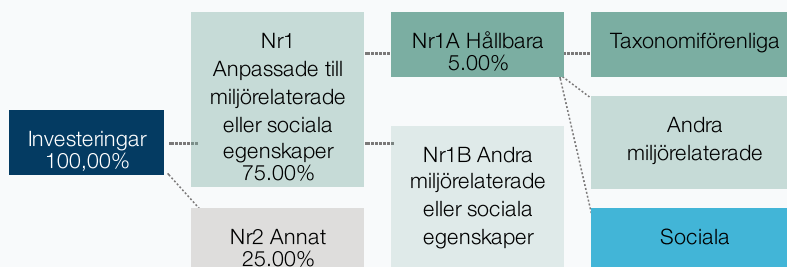 Investeringar
100,00%
Nr1
Anpassade till
miljörelaterade
eller sociala
egenskaper
75.00%
Nr2 Annat
25.00%
Nr1A Hållbara
5.00%
Nr1B Andra
miljörelaterade
eller sociala
egenskaper
Taxonomiförenliga
Andra
miljörelaterade
Sociala